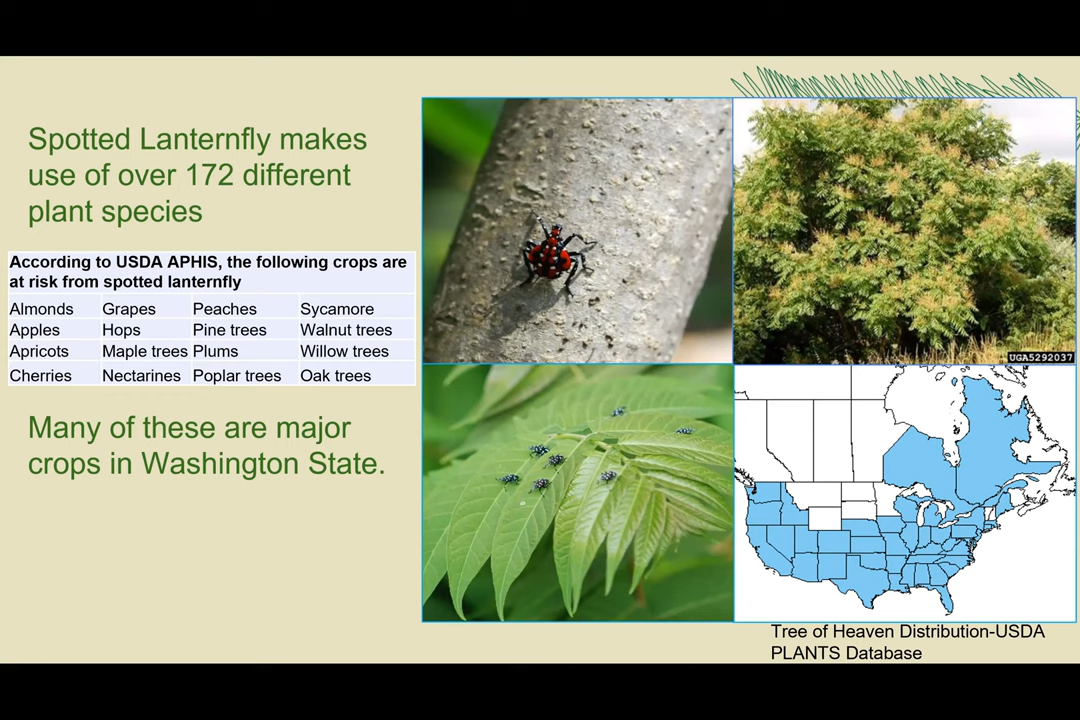 Spotted Lanternfly makes
use of over 172 different
plant species
According to USDA APHIS, the following crops are
at risk from spotted lanternfly
Almonds Grapes Peaches Sycamore
Apples Hops Pine trees Walnut trees
Apricots Maple trees Plums Willow trees
Cherries Nectarines Poplar trees Oak trees
Many of these are major
crops in Washington State.
UGA5292037
Tree of Heaven Distribution-USDA
PLANTS Database